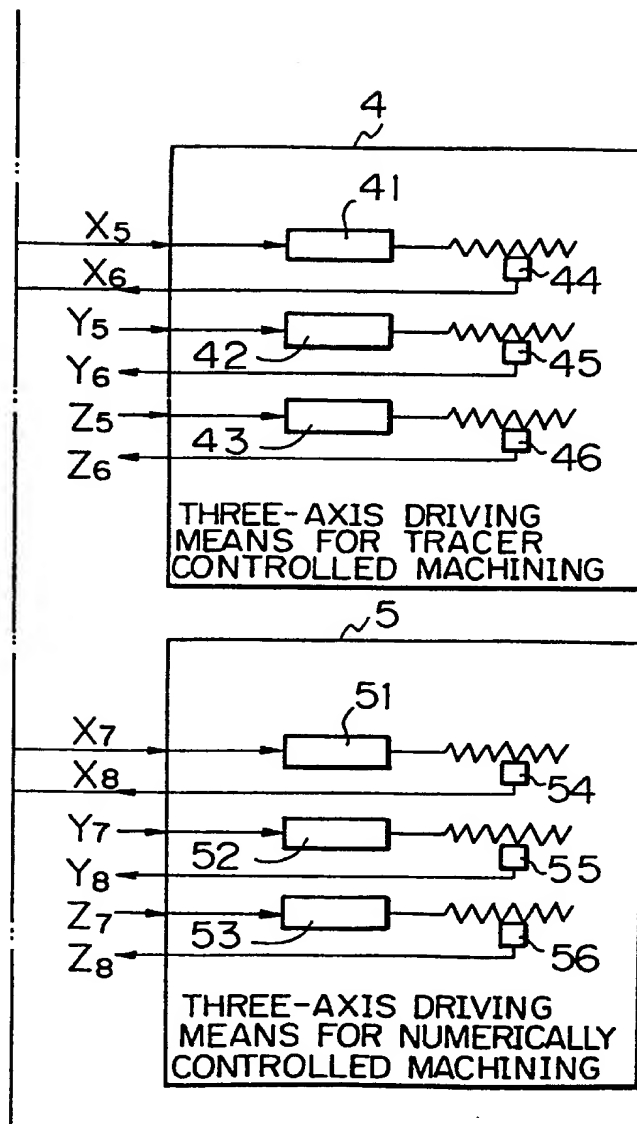 4
41
X5
X6
44
Y5
42
45
Y6
Z5
43
46
Z6
THREE-AXIS DRIVING
MEANS FOR TRACER
CONTROLLED MACHINING
5
51
X7
X8
54
Y7
52
55
Y8
Z7
53
56
Z8
THREE-AXIS DRIVING
MEANS FOR NUMERICALLY
CONTROLLED MACHINING